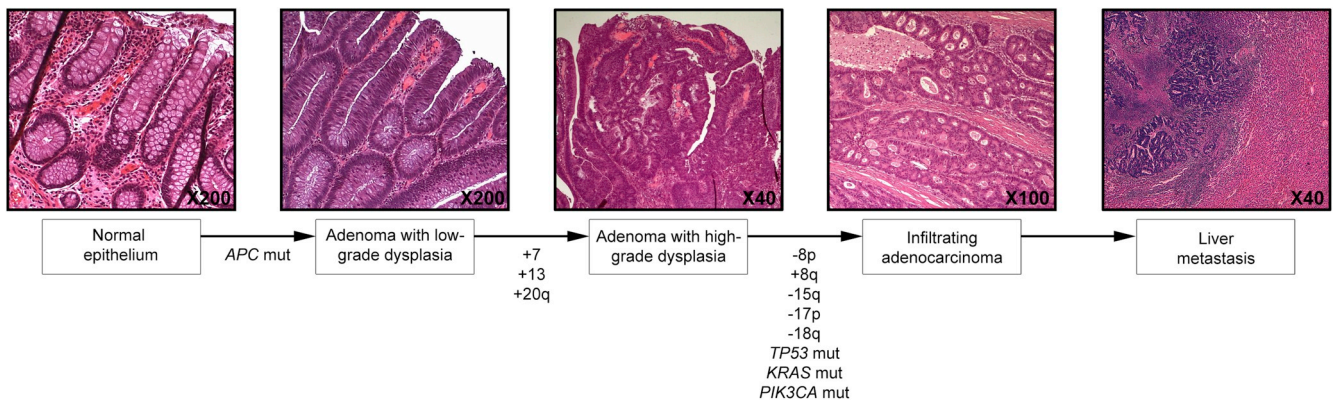 X200
X200
X40
X100
X40
Normal
epithelium
APC mut
Adenoma with low-
grade dysplasia
+7
+13
+20q
Adenoma with high-
grade dysplasia
-8p
+8q
-15q
-17p
-18q
TP53 mut
KRAS mut
PIK3CA mut
Infiltrating
adenocarcinoma
Liver
metastasis